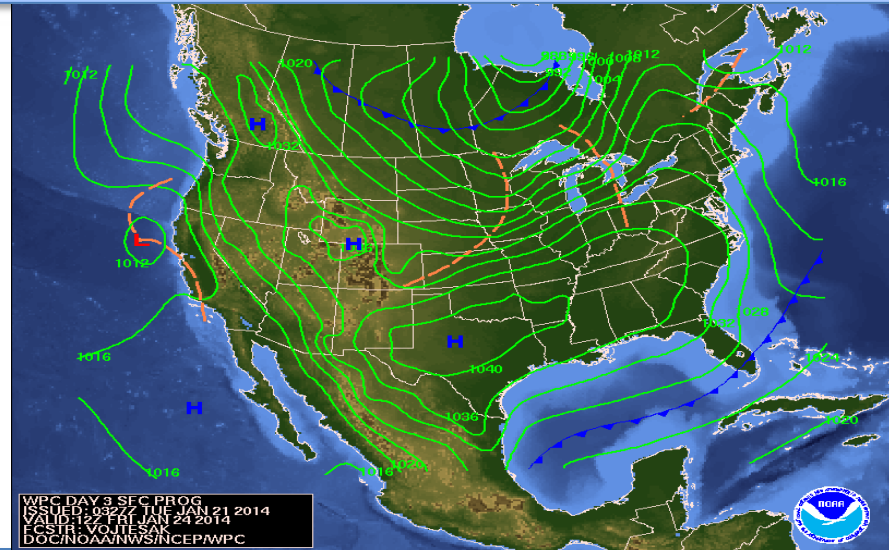 1012
1020
1008
1012
1000
1004
1012
1032
1016
1012
1016
1028
1024
1040
1036
1020
1016
1020
1016
WPC DAY 3 SFC PROG
ISSUED: 0327Z TUE JAN 21 2014
VALID: 12Z FRI JAN 24 2014
FCSTR: VOJTESAK
DOC/NOAA/NWS/NCEP/WPC
NOAA
H
H
L
H
H